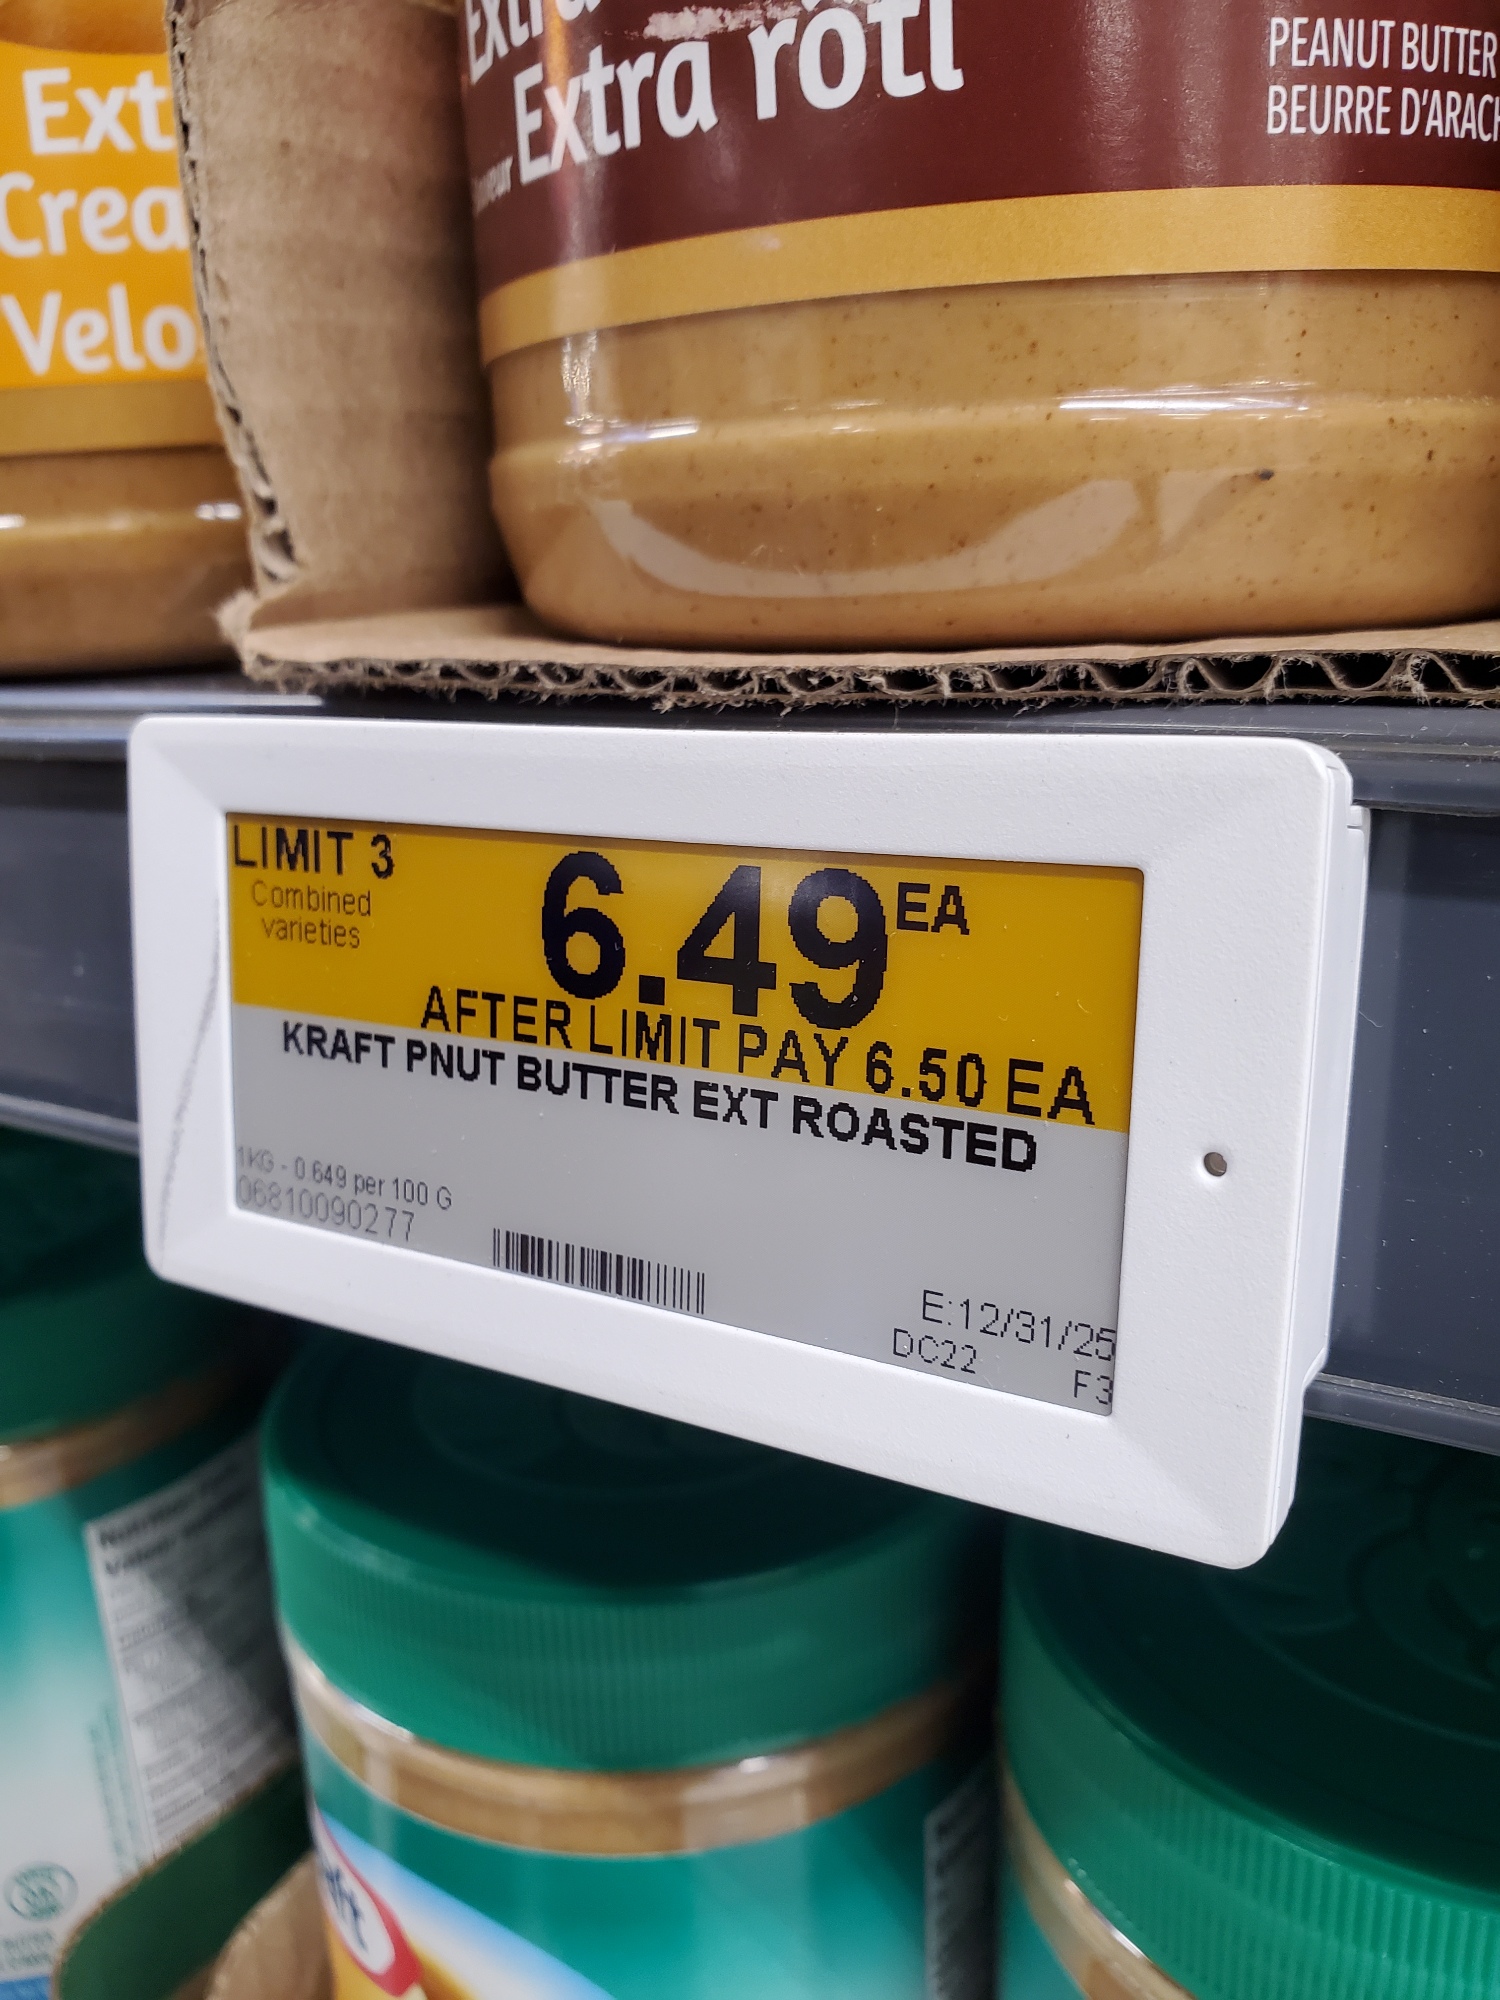 Extra rôti
PEANUT BUTTER
BEURRE D'ARACH
Ext
Crea
Velo
LIMIT 3
Combined
varieties
6.49 EA
AFTER LIMIT PAY 6.50 EA
KRAFT PNUT BUTTER EXT ROASTED
1KG - 0.649 per 100 G
06810090277
E:12/31/25
DC22
F3